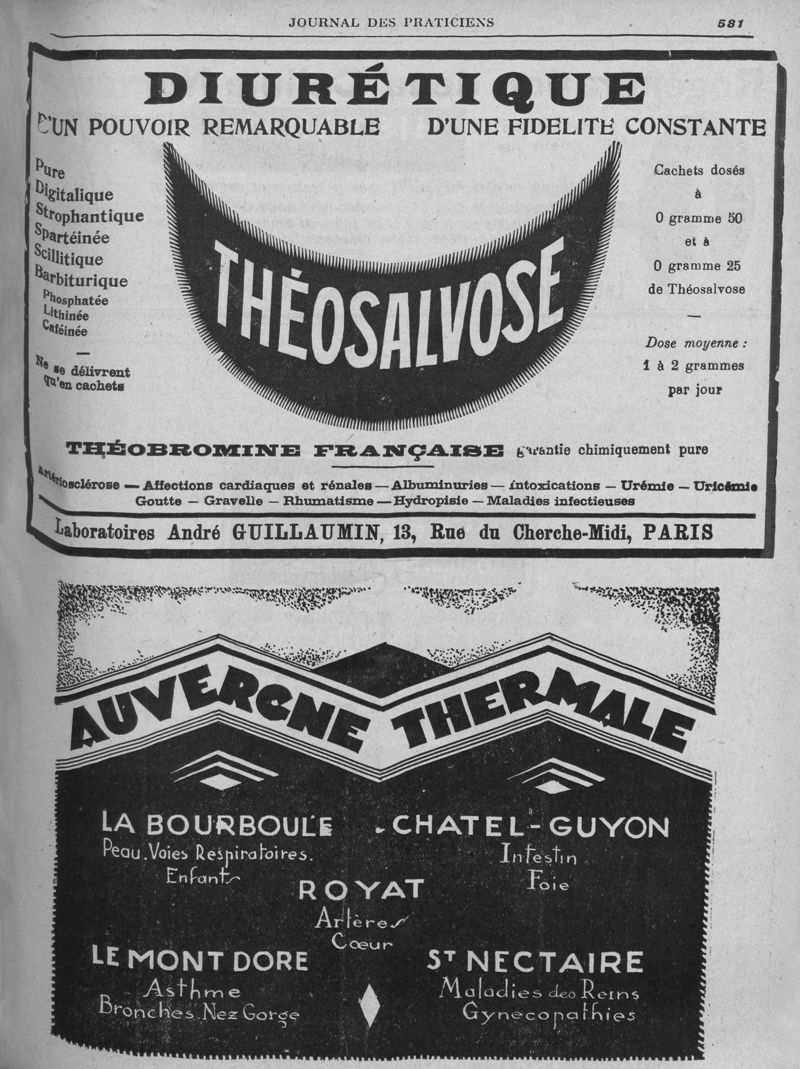 JOURNAL DES PRATICIENS
581
DIURÉTIQUE
D'UN POUVOIR REMARQUABLE D'UNE FIDELITÉ CONSTANTE
Pure
Digitalique
Strophantique
Spartéinée
Scillitique
Barbiturique
Phosphatée
Lithinée
Caféinée
—
Ne se délivrent
qu'en cachets
THÉOSALVOSE
Cachets dosés
à
0 gramme 50
et à
0 gramme 25
de Théosalvose
—
Dose moyenne :
1 à 2 grammes
par jour
THÉOBROMINE FRANÇAISE garantie chimiquement pure
Artériosclérose — Affections cardiaques et rénales — Albuminuries — Intoxications — Urémie — Uricémie
Goutte — Gravelle — Rhumatisme — Hydropisie — Maladies infectieuses
Laboratoires André GUILLAUMIN, 13, Rue du Cherche-Midi, PARIS
AUVERGNE THERMALE
LA BOURBOULE
Peau. Voies Respiratoires.
Enfants
CHATEL-GUYON
Intestin
Foie
ROYAT
Artères
Cœur
LE MONT DORE
Asthme
Bronches Nez Gorge
ST NECTAIRE
Maladies des Reins
Gynecopathies